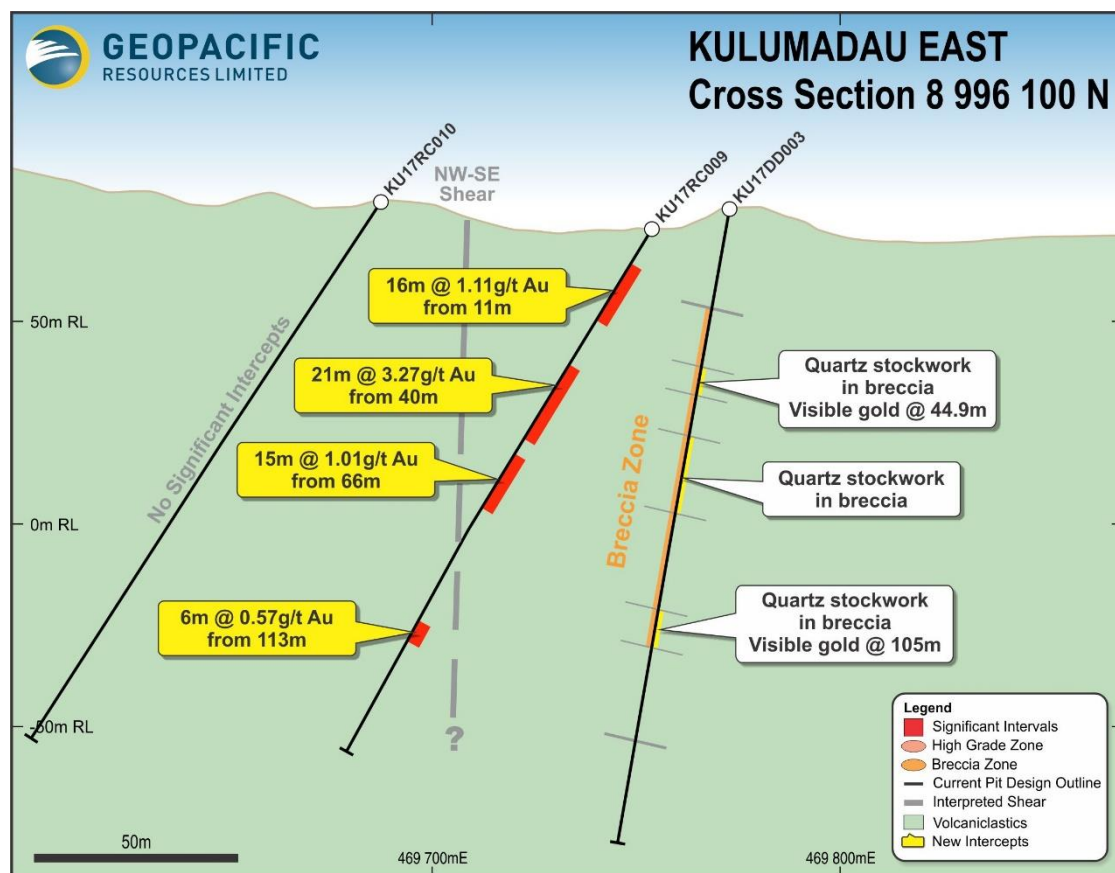 GEOPACIFIC
RESOURCES LIMITED
KULUMADAU EAST
Cross Section 8 996 100 N
KU17RC010
NW-SE
Shear
KU17RC009
KU17DD003
16m @ 1.11g/t Au
from 11m
50m RL
No Significant Intercepts
21m @ 3.27g/t Au
from 40m
Quartz stockwork
in breccia
Visible gold @ 44.9m
15m @ 1.01g/t Au
from 66m
Breccia Zone
Quartz stockwork
in breccia
0m RL
6m @ 0.57g/t Au
from 113m
Quartz stockwork
in breccia
Visible gold @ 105m
-50m RL
?
Legend
Significant Intervals
High Grade Zone
Breccia Zone
Current Pit Design Outline
Interpreted Shear
Volcaniclastics
New Intercepts
50m
469 700mE
469 800mE